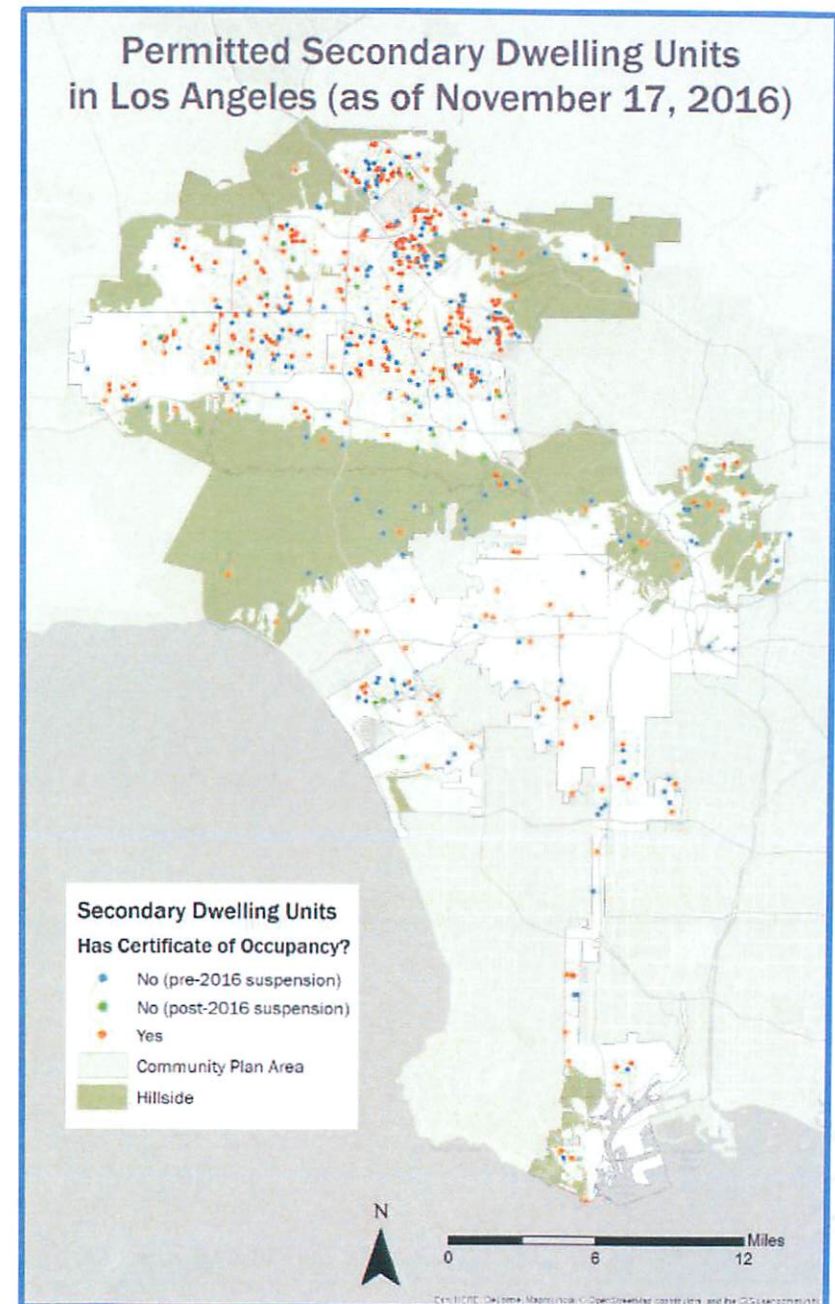 Permitted Secondary Dwelling Units
in Los Angeles (as of November 17, 2016)
Secondary Dwelling Units
Has Certificate of Occupancy?
No (pre-2016 suspension)
No (post-2016 suspension)
Yes
Community Plan Area
Hillside
N
Miles
0 6 12